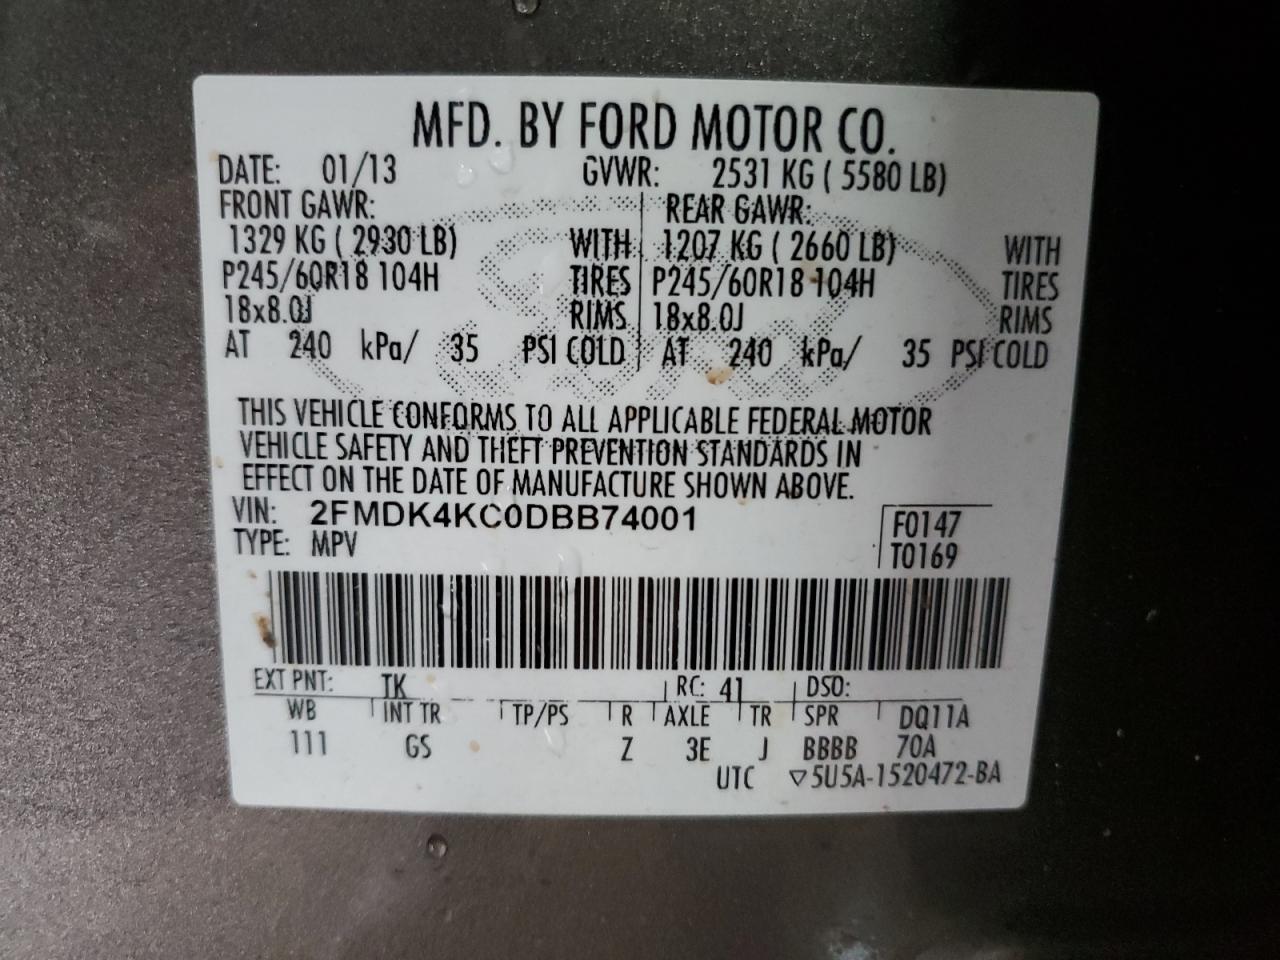 MFD. BY FORD MOTOR CO.
DATE: 01/13 GVWR: 2531 KG ( 5580 LB)
FRONT GAWR: REAR GAWR:
1329 KG ( 2930 LB) WITH 1207 KG ( 2660 LB) WITH
P245/60R18 104H TIRES P245/60R18 104H TIRES
18x8.0J RIMS 18x8.0J RIMS
AT 240 kPa/ 35 PSI COLD AT 240 kPa/ 35 PSI COLD
THIS VEHICLE CONFORMS TO ALL APPLICABLE FEDERAL MOTOR
VEHICLE SAFETY AND THEFT PREVENTION STANDARDS IN
EFFECT ON THE DATE OF MANUFACTURE SHOWN ABOVE.
VIN: 2FMDK4KC0DBB74001 F0147
TYPE: MPV T0169
EXT PNT: TK RC: 41 DSO:
WB INT TR TP/PS R AXLE TR SPR DQ11A
111 GS Z 3E J BBBB 70A
UTC ▽5U5A-1520472-BA